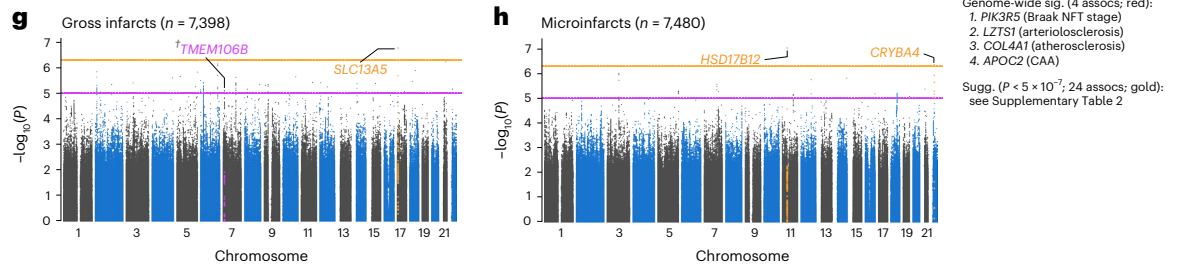 g
Gross infarcts (n = 7,398)
†TMEM106B
SLC13A5
7
6
5
4
3
2
1
0
−log10(P)
1 3 5 7 9 11 13 15 17 19 21
Chromosome
h
Microinfarcts (n = 7,480)
HSD17B12
CRYBA4
7
6
5
4
3
2
1
0
−log10(P)
1 3 5 7 9 11 13 15 17 19 21
Chromosome
Genome-wide sig. (4 assocs; red):
1. PIK3R5 (Braak NFT stage)
2. LZTS1 (arteriolosclerosis)
3. COL4A1 (atherosclerosis)
4. APOC2 (CAA)
Sugg. (P < 5 × 10⁻⁷; 24 assocs; gold):
see Supplementary Table 2